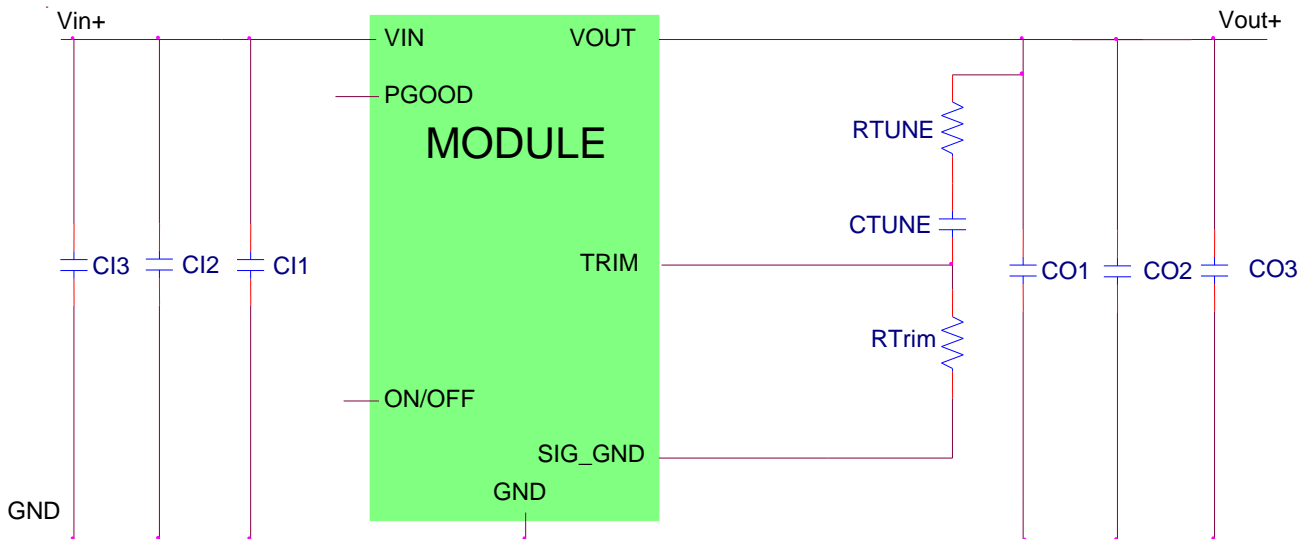 Vin+
Vout+
VIN
VOUT
PGOOD
MODULE
RTUNE
CTUNE
CI3
CI2
CI1
TRIM
CO1
CO2
CO3
RTrim
ON/OFF
SIG_GND
GND
GND